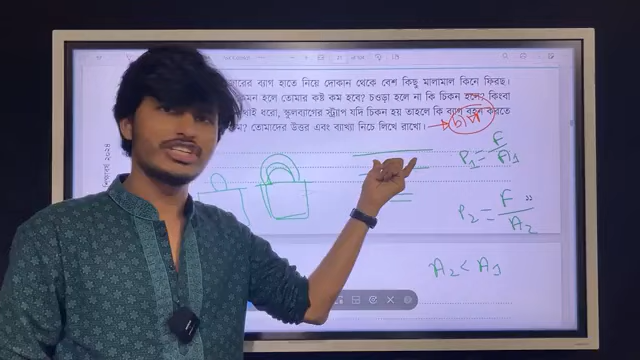 ব্যাগ হাতে নিয়ে দোকান থেকে বেশ কিছু মালামাল কিনে ফিরছ।
হলে তোমার কষ্ট কম হবে? চওড়া হলে না কি চিকন হলে? কিংবা
ধরো, স্কুলব্যাগের স্ট্র্যাপ যদি চিকন হয় তাহলে কি ব্যাগ বহন করতে
তোমাদের উত্তর এবং ব্যাখ্যা নিচে লিখে রাখো।
P₁ = F/A₁
P₂ = F/A₂
A₂ < A₁